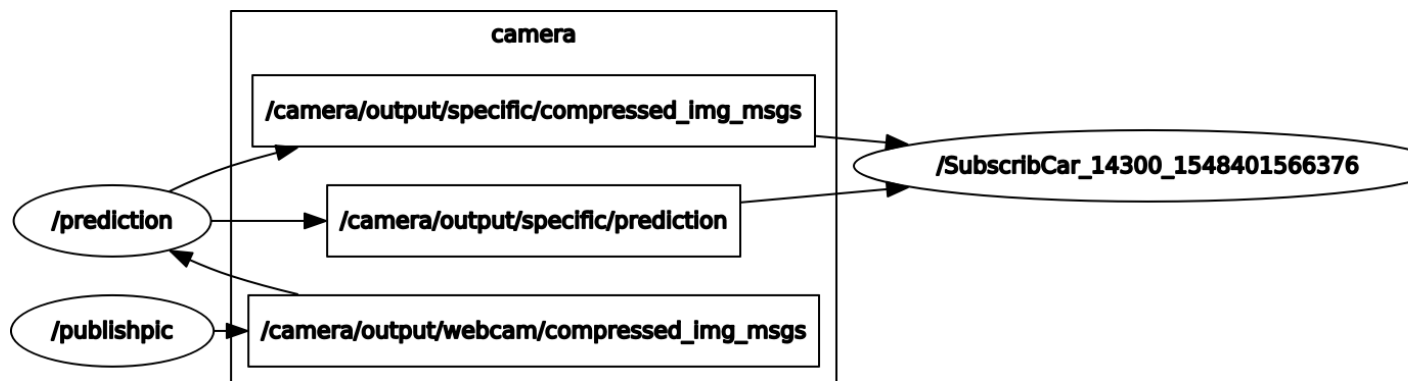 camera
/camera/output/specific/compressed_img_msgs
/SubscribCar_14300_1548401566376
/prediction
/camera/output/specific/prediction
/publishpic
/camera/output/webcam/compressed_img_msgs